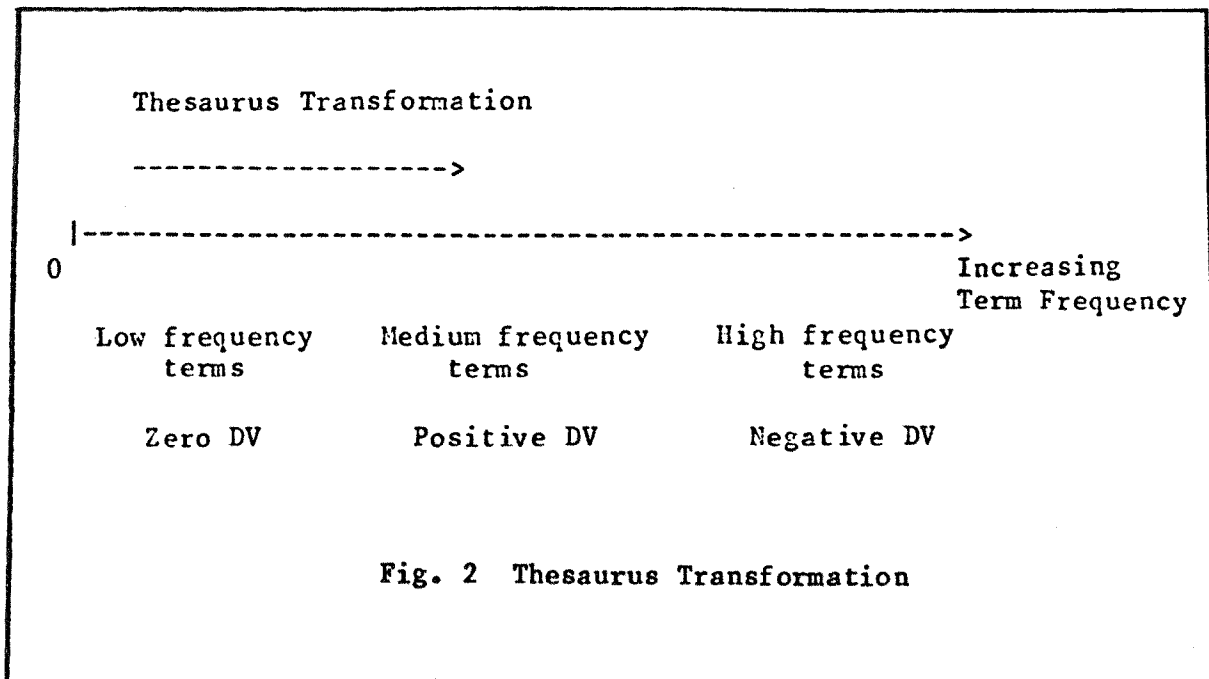 Thesaurus Transformation
------------------->
|------------------------------------------------------>
0
Increasing
Term Frequency
Low frequency terms
Medium frequency terms
High frequency terms
Zero DV
Positive DV
Negative DV
Fig. 2 Thesaurus Transformation